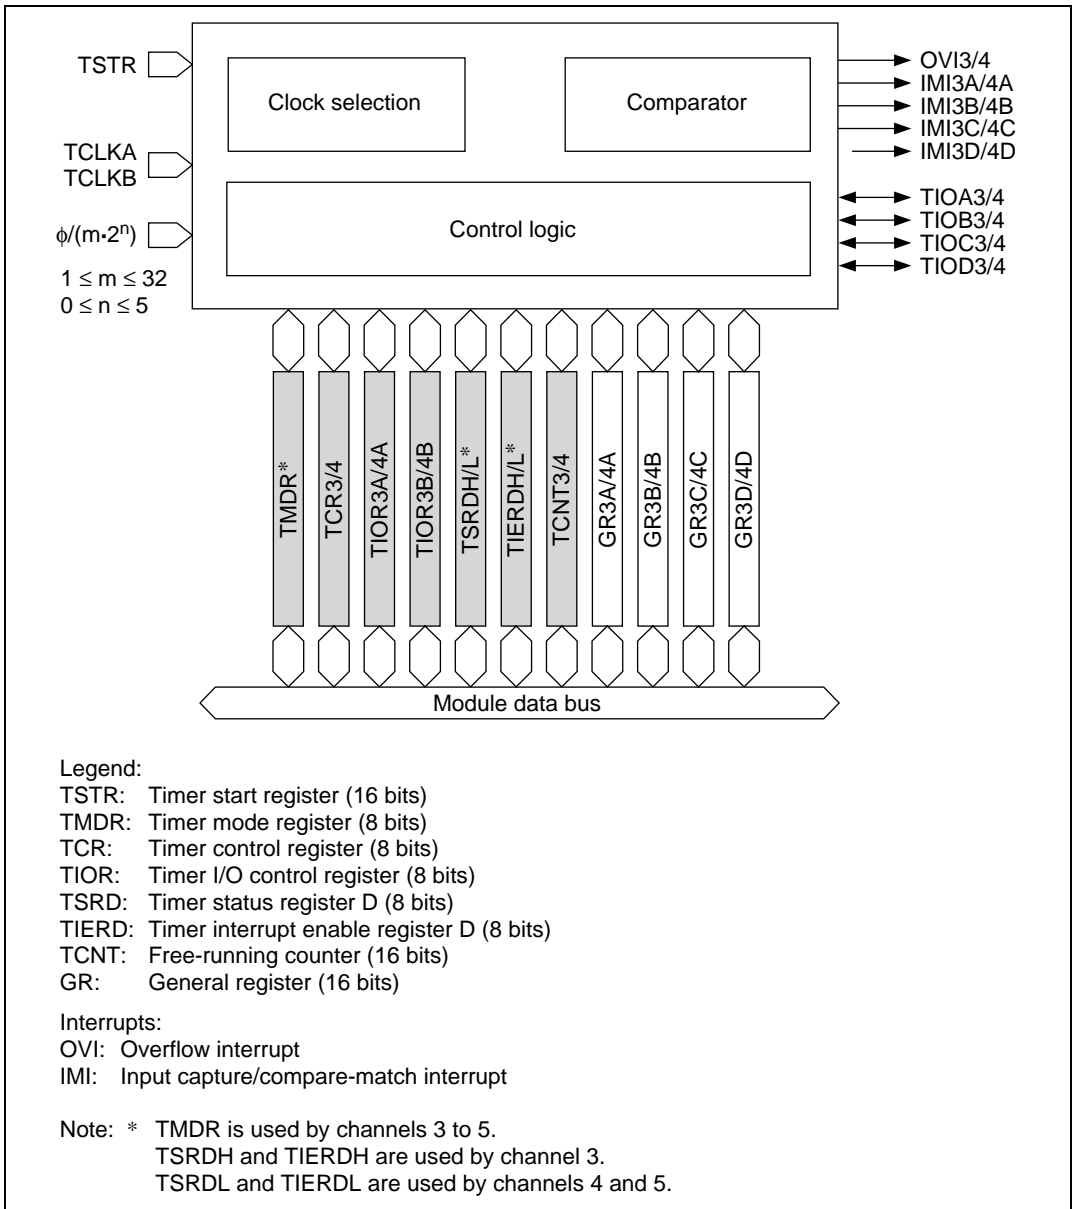 TSTR
Clock selection
Comparator
OVI3/4
IMI3A/4A
IMI3B/4B
IMI3C/4C
IMI3D/4D
TCLKA
TCLKB
TIOA3/4
TIOB3/4
TIOC3/4
TIOD3/4
Control logic
ϕ/(m·2ⁿ)
1 ≤ m ≤ 32
0 ≤ n ≤ 5
TMDR*
TCR3/4
TIOR3A/4A
TIOR3B/4B
TSRDH/L*
TIERDH/L*
TCNT3/4
GR3A/4A
GR3B/4B
GR3C/4C
GR3D/4D
Module data bus
Legend:
TSTR: Timer start register (16 bits)
TMDR: Timer mode register (8 bits)
TCR: Timer control register (8 bits)
TIOR: Timer I/O control register (8 bits)
TSRD: Timer status register D (8 bits)
TIERD: Timer interrupt enable register D (8 bits)
TCNT: Free-running counter (16 bits)
GR: General register (16 bits)
Interrupts:
OVI: Overflow interrupt
IMI: Input capture/compare-match interrupt
Note: * TMDR is used by channels 3 to 5.
TSRDH and TIERDH are used by channel 3.
TSRDL and TIERDL are used by channels 4 and 5.